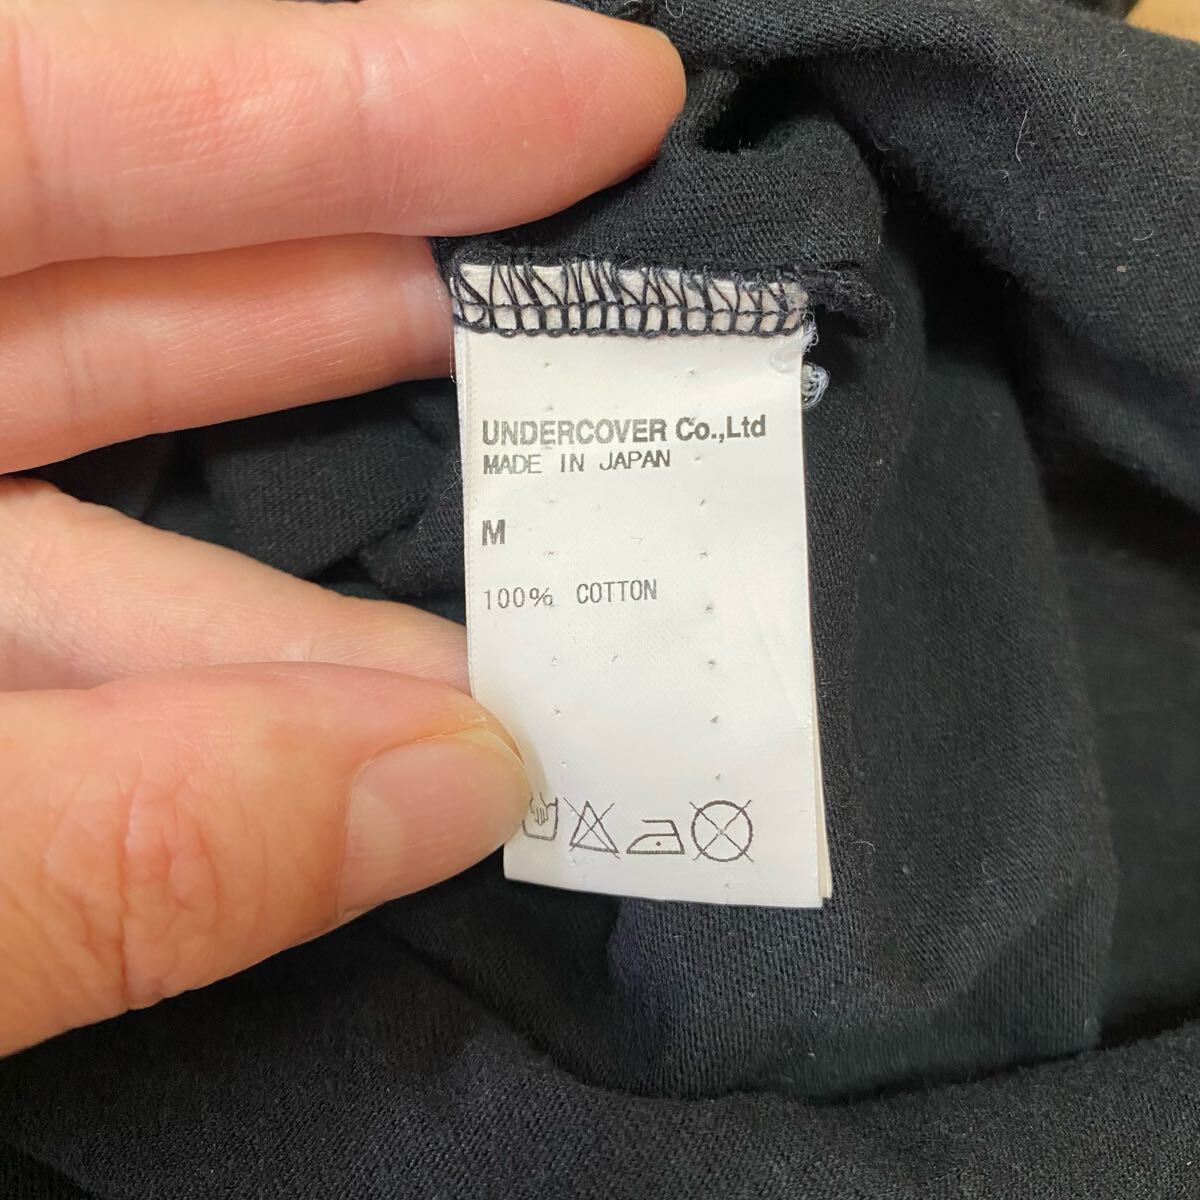 UNDERCOVER Co.,Ltd
MADE IN JAPAN
M
100% COTTON